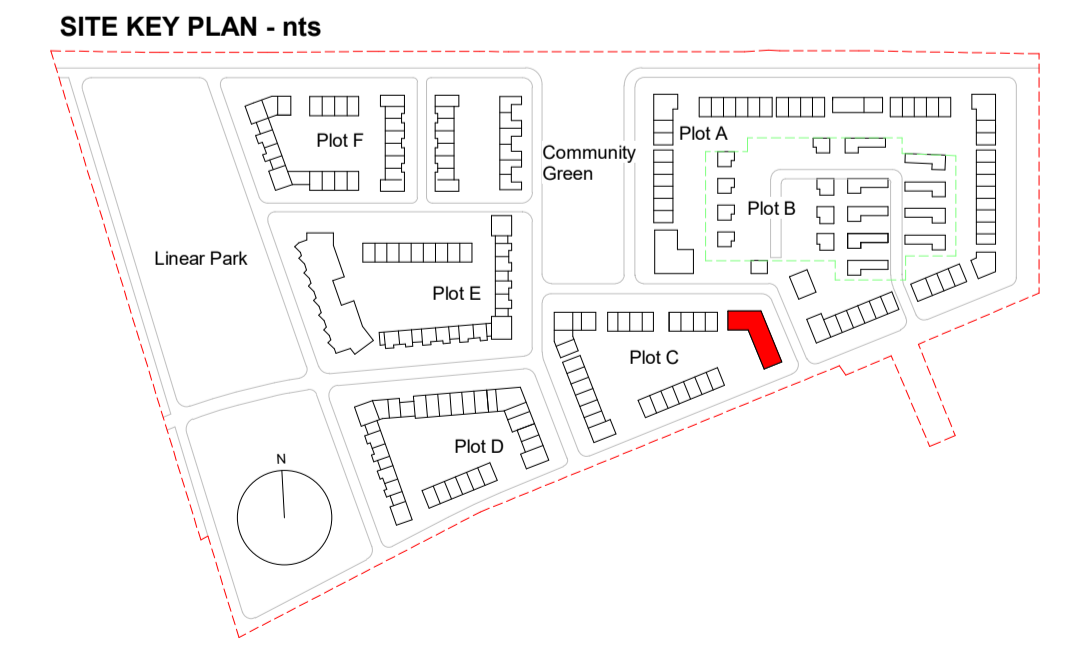 SITE KEY PLAN - nts
Plot F
Plot A
Community
Green
Plot B
Linear Park
Plot E
Plot C
Plot D
N